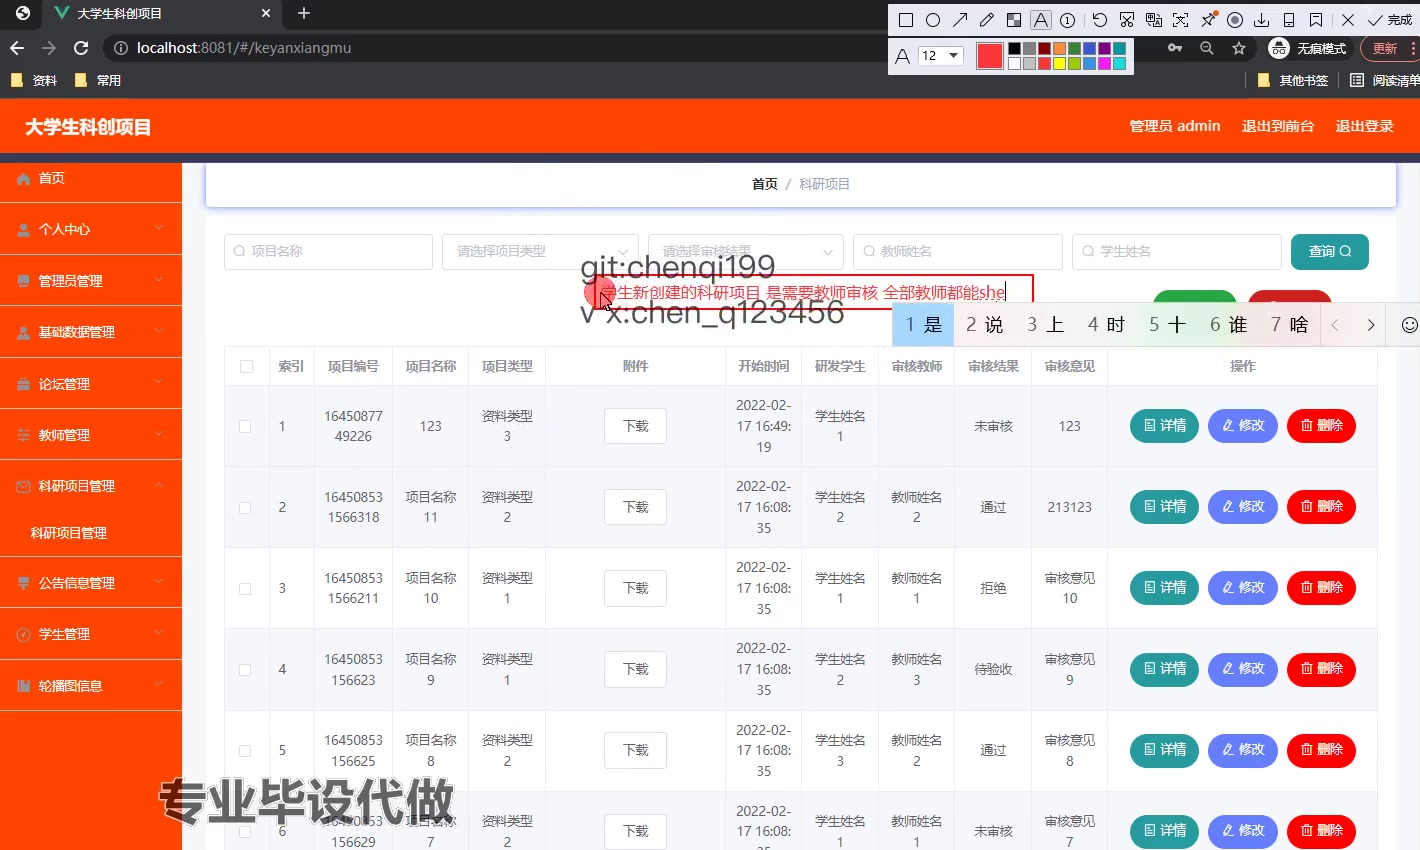 大学生科创项目
localhost:8081/#/keyanxiangmu
资料
常用
12
完成
无痕模式
更新
其他书签
阅读清单
大学生科创项目
管理员 admin
退出到前台
退出登录
首页
个人中心
管理员管理
基础数据管理
论坛管理
教师管理
科研项目管理
科研项目管理
公告信息管理
学生管理
轮播图信息
首页 / 科研项目
项目名称
请选择项目类型
请选择审核结果
教师姓名
学生姓名
查询
git:chenqi199
学生新创建的科研项目 是需要教师审核 全部教师都能she
v x:chen_q123456
1 是 2 说 3 上 4 时 5 十 6 谁 7 啥
索引 项目编号 项目名称 项目类型 附件 开始时间 研发学生 审核教师 审核结果 审核意见 操作
1 1645087749226 123 资料类型3 下载 2022-02-17 16:49:19 学生姓名1 未审核 123 详情 修改 删除
2 164508531566318 项目名称11 资料类型2 下载 2022-02-17 16:08:35 学生姓名2 教师姓名2 通过 213123 详情 修改 删除
3 164508531566211 项目名称10 资料类型1 下载 2022-02-17 16:08:35 学生姓名1 教师姓名1 拒绝 审核意见10 详情 修改 删除
4 16450853156623 项目名称9 资料类型1 下载 2022-02-17 16:08:35 学生姓名2 教师姓名3 待验收 审核意见9 详情 修改 删除
5 16450853156625 项目名称8 资料类型2 下载 2022-02-17 16:08:35 学生姓名3 教师姓名2 通过 审核意见8 详情 修改 删除
6 16450853156629 项目名称7 资料类型2 下载 2022-02-17 16:08: 学生姓名1 教师姓名1 未审核 审核意见7 详情 修改 删除
专业毕设代做